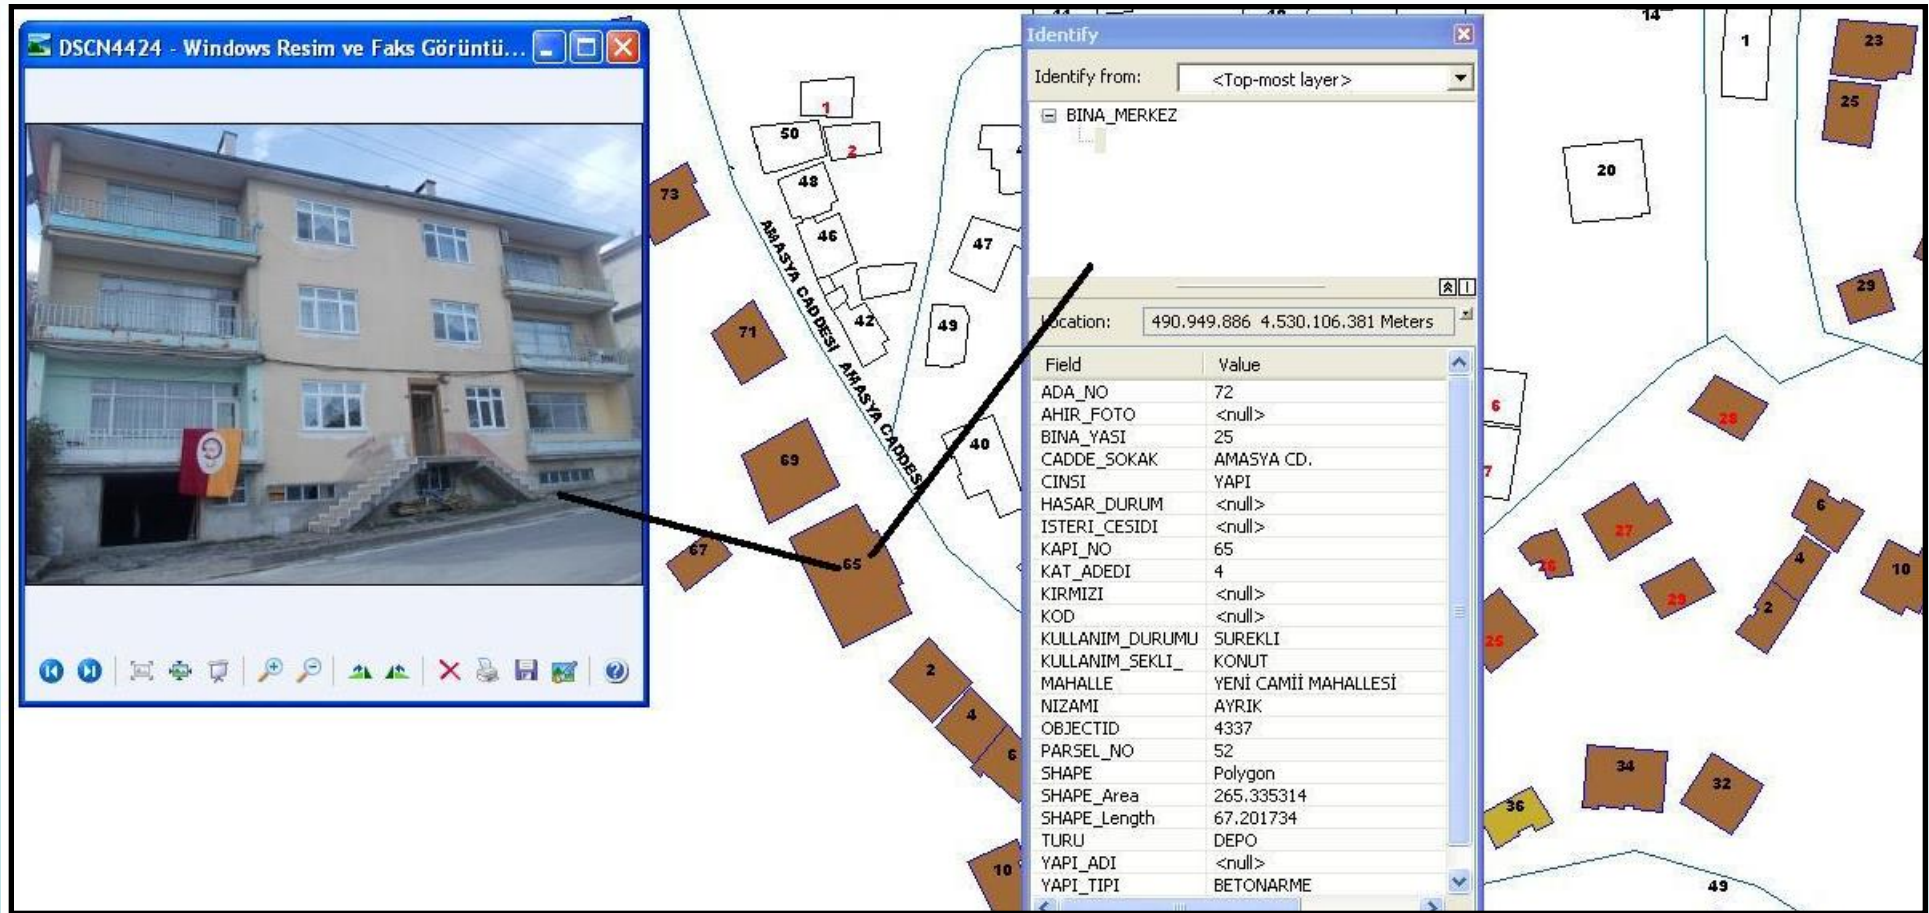 DSCN4424 - Windows Resim ve Faks Görüntü...
Identify
Identify from:
<Top-most layer>
BINA_MERKEZ
Location:
490.949.886 4.530.106.381 Meters
Field Value
ADA_NO 72
AHIR_FOTO <null>
BINA_YASI 25
CADDE_SOKAK AMASYA CD.
CINSI YAPI
HASAR_DURUM <null>
ISTERI_CESIDI <null>
KAPI_NO 65
KAT_ADEDI 4
KIRMIZI <null>
KOD <null>
KULLANIM_DURUMU SUREKLI
KULLANIM_SEKLI_ KONUT
MAHALLE YENİ CAMİİ MAHALLESİ
NIZAMI AYRIK
OBJECTID 4337
PARSEL_NO 52
SHAPE Polygon
SHAPE_Area 265.335314
SHAPE_Length 67.201734
TURU DEPO
YAPI_ADI <null>
YAPI_TIPI BETONARME
AMASYA CADDESI AMASYA CADDESI
1
50
2
48
46
42
47
49
40
73
71
69
67
65
2
4
6
10
14
1
23
25
20
29
6
7
28
27
26
29
25
6
4
2
10
34
32
36
49